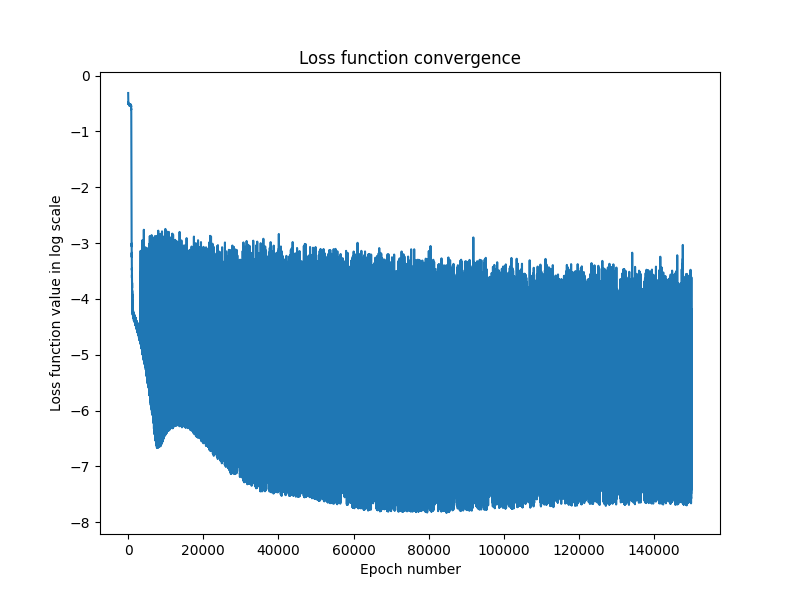 Loss function convergence
Loss function value in log scale
0
−1
−2
−3
−4
−5
−6
−7
−8
0 20000 40000 60000 80000 100000 120000 140000
Epoch number